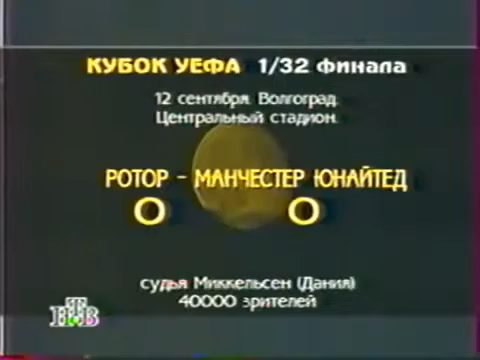 КУБОК УЕФА 1/32 финала
12 сентября. Волгоград.
Центральный стадион.
РОТОР - МАНЧЕСТЕР ЮНАЙТЕД
0 0
судья Миккельсен (Дания)
40000 зрителей
НТВ